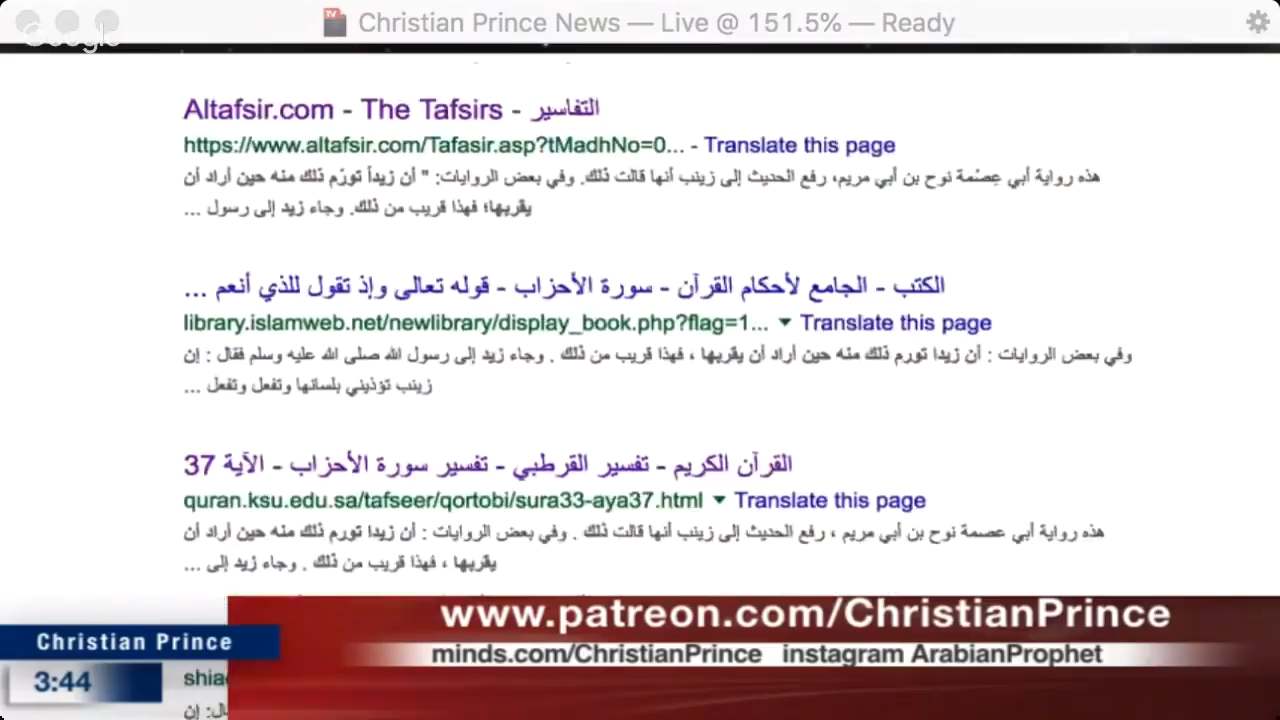 Christian Prince News — Live @ 151.5% — Ready
Google
Altafsir.com - The Tafsirs - التفاسير
https://www.altafsir.com/Tafasir.asp?tMadhNo=0... - Translate this page
هذه رواية أبي عِصْمة نوح بن أبي مريم، رفع الحديث إلى زينب أنها قالت ذلك. وفي بعض الروايات: " أن زيداً تورّم ذلك منه حين أراد أن
يقربها؛ فهذا قريب من ذلك. وجاء زيد إلى رسول ...
الكتب - الجامع لأحكام القرآن - سورة الأحزاب - قوله تعالى وإذ تقول للذي أنعم ...
library.islamweb.net/newlibrary/display_book.php?flag=1... ▼ Translate this page
وفي بعض الروايات : أن زيدا تورم ذلك منه حين أراد أن يقربها ، فهذا قريب من ذلك . وجاء زيد إلى رسول الله صلى الله عليه وسلم فقال : إن
زينب تؤذيني بلسانها وتفعل وتفعل ...
القرآن الكريم - تفسير القرطبي - تفسير سورة الأحزاب - الآية 37
quran.ksu.edu.sa/tafseer/qortobi/sura33-aya37.html ▼ Translate this page
هذه رواية أبي عصمة نوح بن أبي مريم ، رفع الحديث إلى زينب أنها قالت ذلك . وفي بعض الروايات : أن زيدا تورم ذلك منه حين أراد أن
يقربها ، فهذا قريب من ذلك . وجاء زيد إلى ...
www.patreon.com/ChristianPrince
Christian Prince
minds.com/ChristianPrince instagram ArabianProphet
3:44